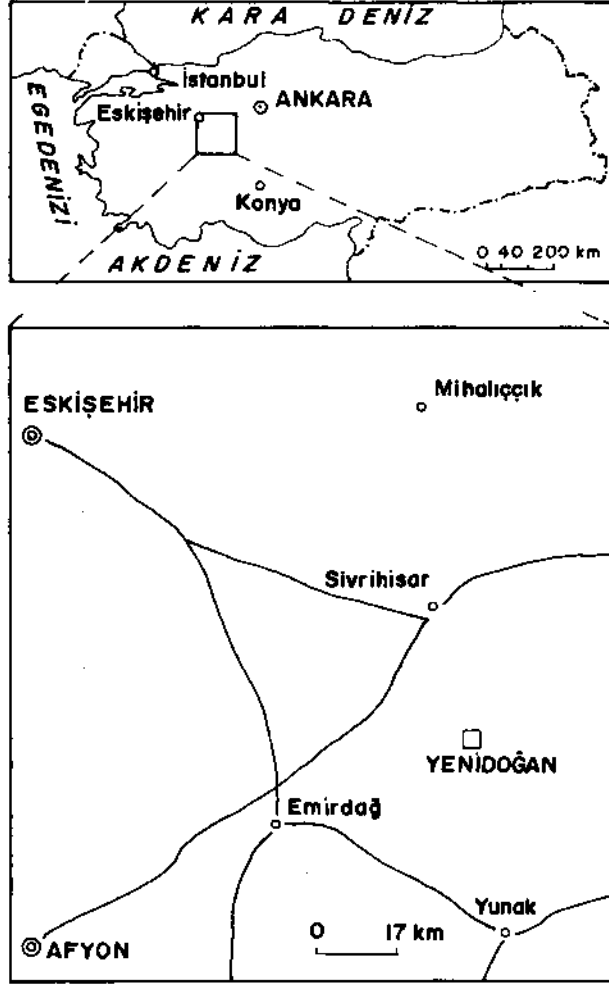 KARA DENİZ
İstanbul
EGEDENİZİ
Eskişehir
ANKARA
Konya
AKDENİZ
0 40 200 km
ESKİŞEHİR
Mihalıççık
Sivrihisar
YENİDOĞAN
Emirdağ
Yunak
0 17 km
AFYON